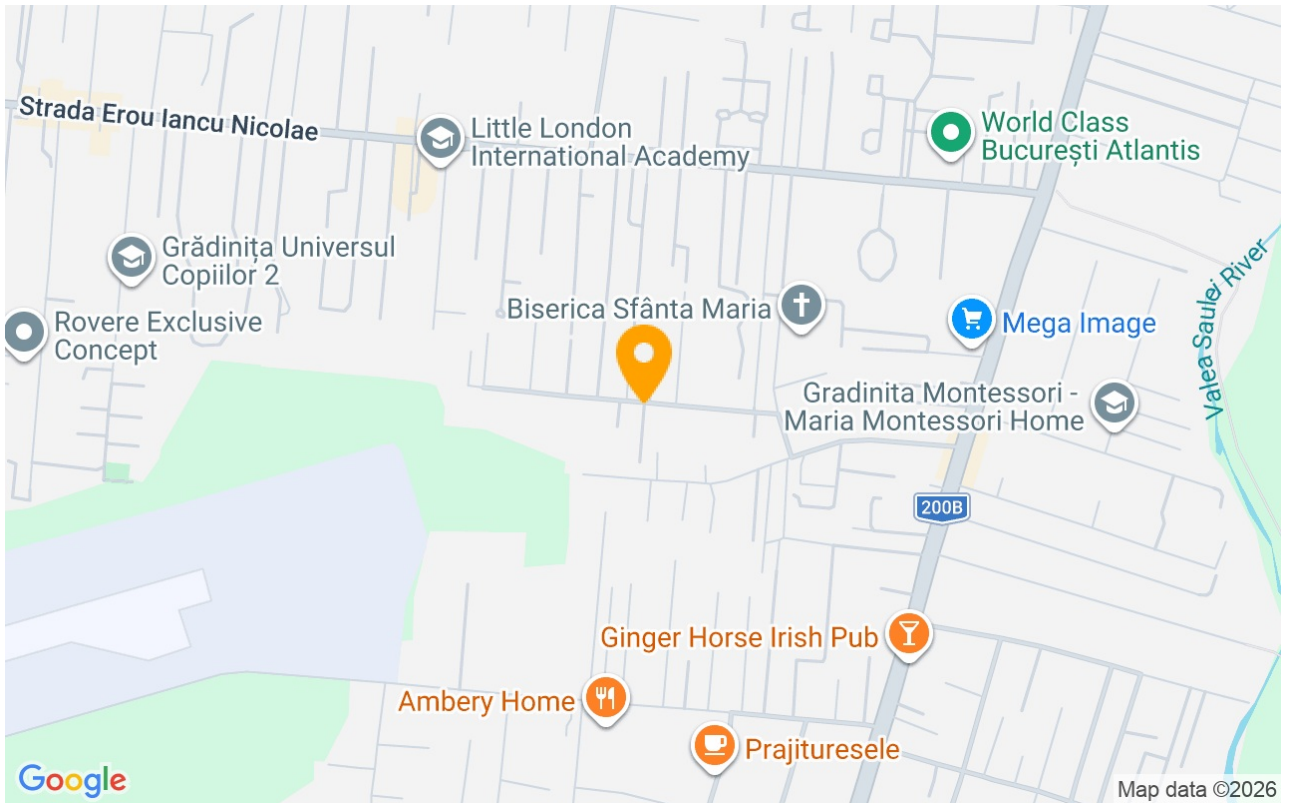 Strada Erou Iancu Nicolae
Little London
International Academy
World Class
București Atlantis
Grădinița Universul
Copiilor 2
Rovere Exclusive
Concept
Biserica Sfânta Maria
Mega Image
Valea Saulei River
Gradinita Montessori -
Maria Montessori Home
200B
Ginger Horse Irish Pub
Ambery Home
Prajituresele
Google
Map data ©2026